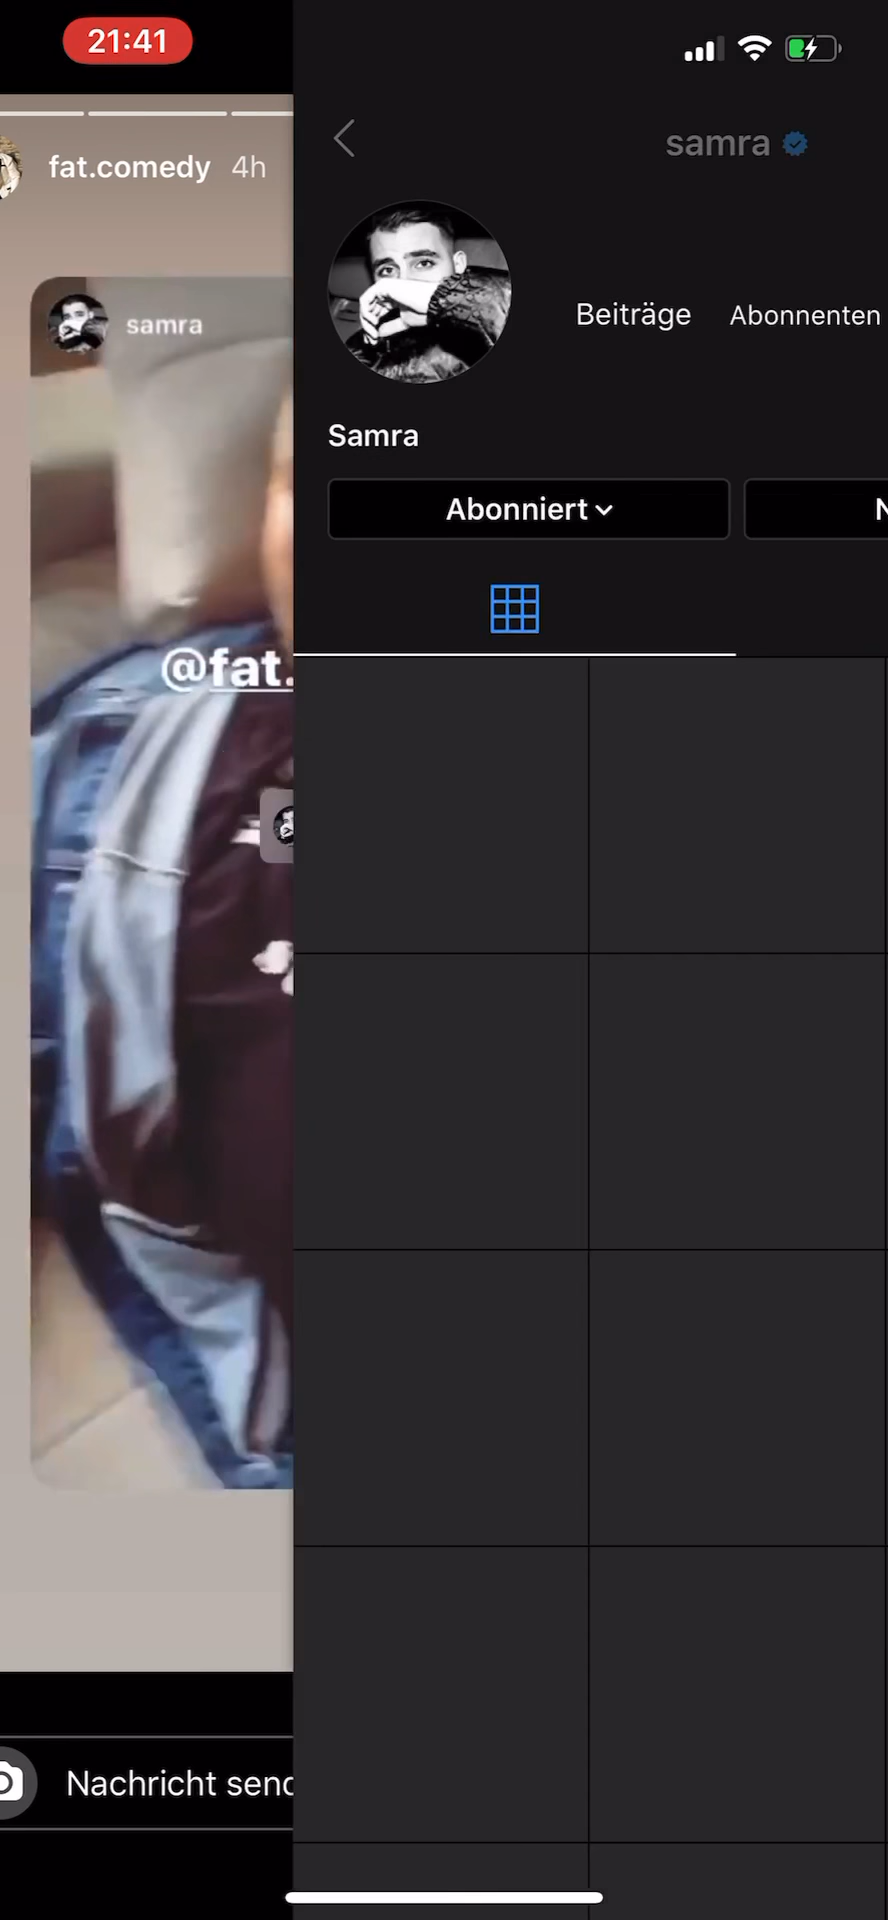 21:41
samra
fat.comedy 4h
samra
Beiträge Abonnenten
Samra
Abonniert
@fat.
Nachricht send